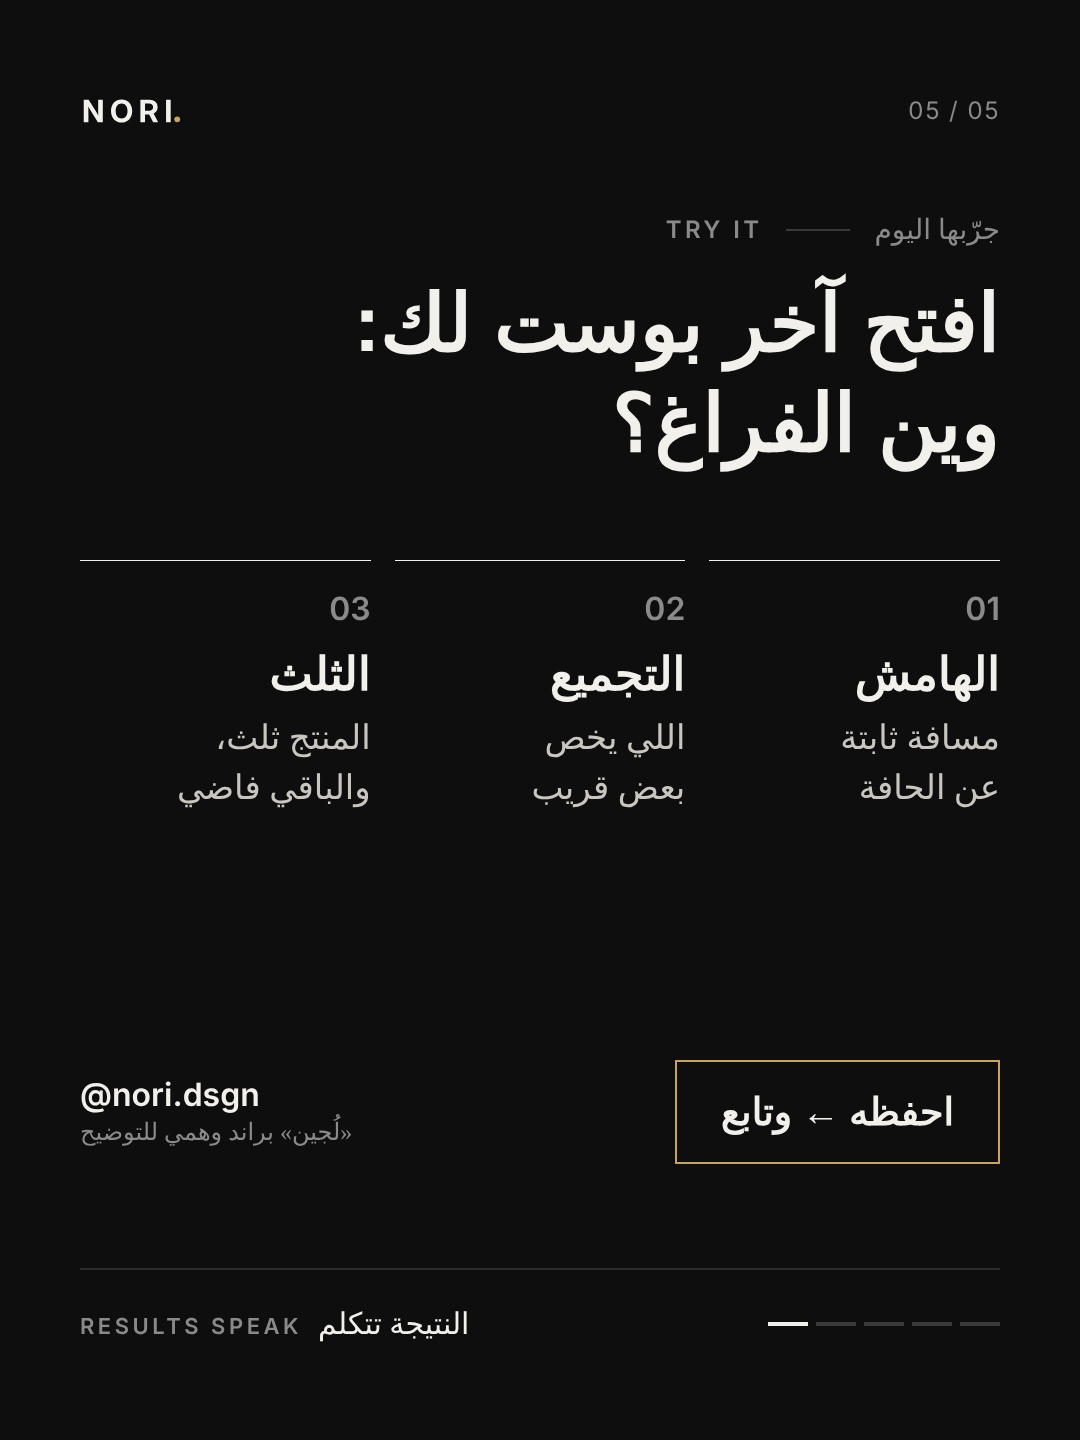 NORI.
05 / 05
جرّبها اليوم — TRY IT
افتح آخر بوست لك:
وين الفراغ؟
01
الهامش
مسافة ثابتة
عن الحافة
02
التجميع
اللي يخص
بعض قريب
03
الثلث
المنتج ثلث،
والباقي فاضي
احفظه ← وتابع
@nori.dsgn
«لُجين» براند وهمي للتوضيح
RESULTS SPEAK النتيجة تتكلم